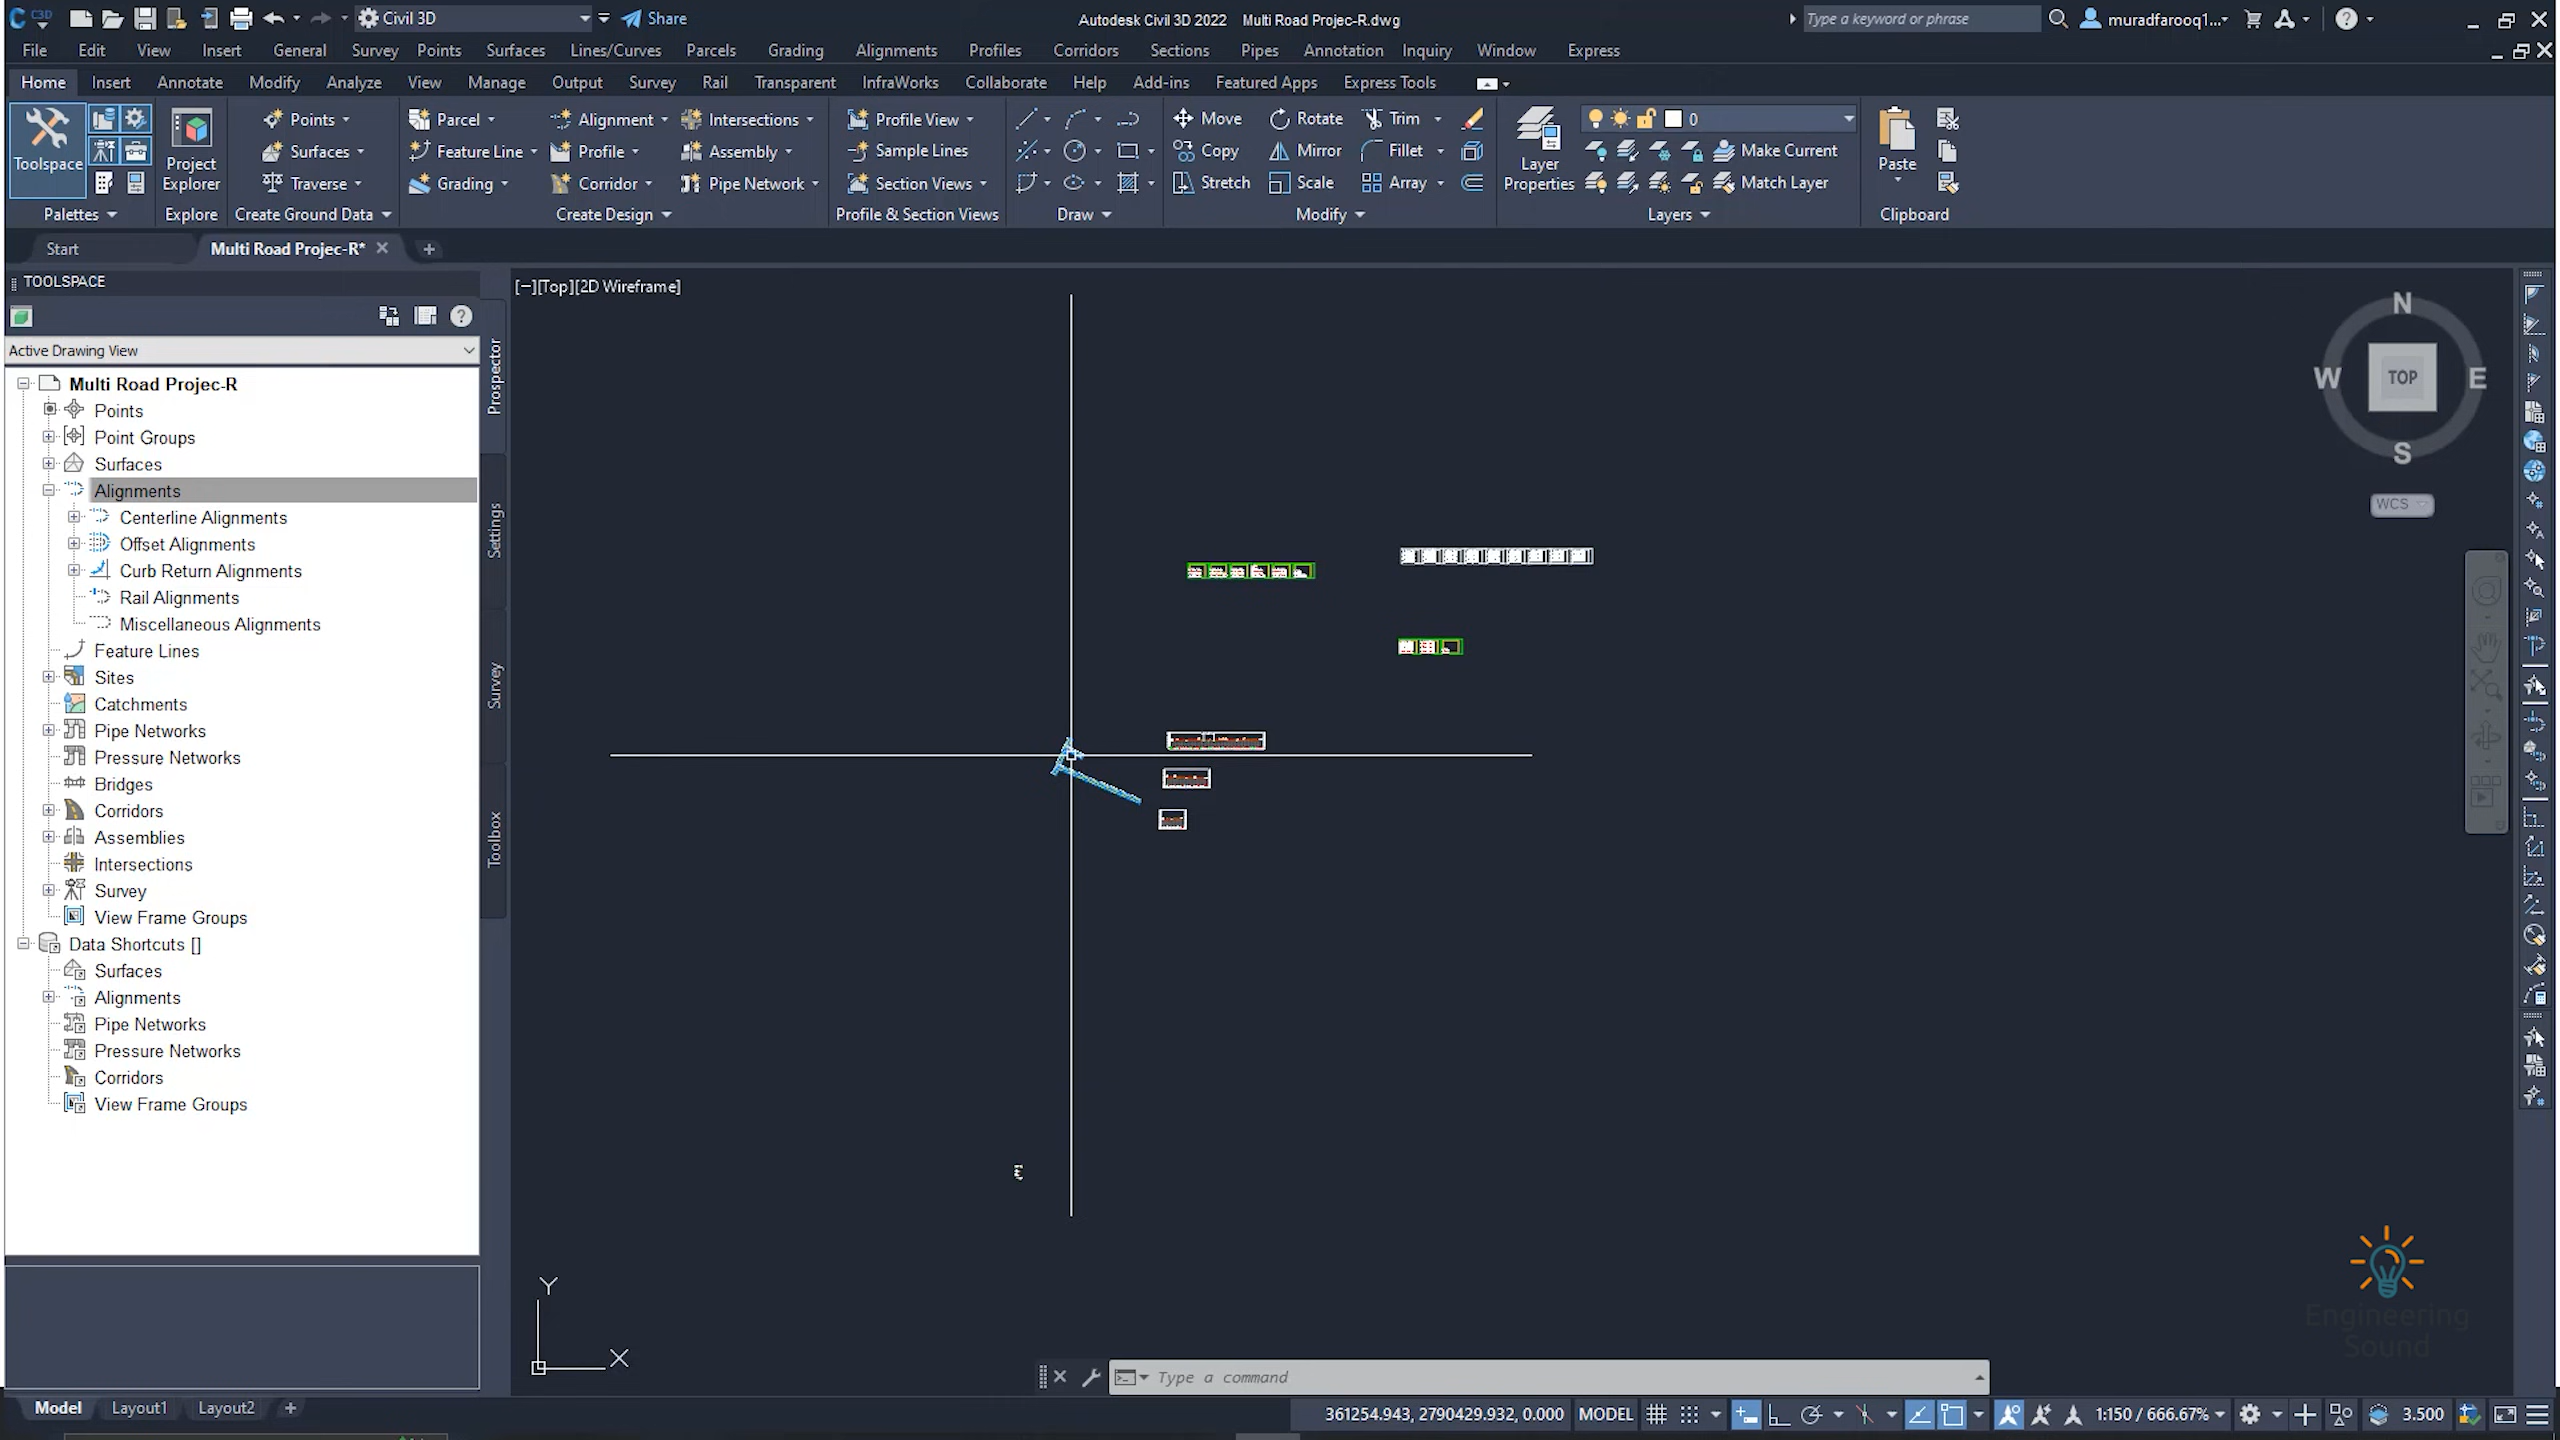 C3D Civil 3D Share Autodesk Civil 3D 2022 Multi Road Projec-R.dwg Type a keyword or phrase muradfarooq1...
File Edit View Insert General Survey Points Surfaces Lines/Curves Parcels Grading Alignments Profiles Corridors Sections Pipes Annotation Inquiry Window Express
Home Insert Annotate Modify Analyze View Manage Output Survey Rail Transparent InfraWorks Collaborate Help Add-ins Featured Apps Express Tools
Points Parcel Alignment Intersections Profile View Move Rotate Trim 0
Toolspace Project Explorer Surfaces Feature Line Profile Assembly Sample Lines Copy Mirror Fillet Layer Properties Make Current Paste
Traverse Grading Corridor Pipe Network Section Views Stretch Scale Array Match Layer
Palettes Explore Create Ground Data Create Design Profile & Section Views Draw Modify Layers Clipboard
Start Multi Road Projec-R*
TOOLSPACE
[−][Top][2D Wireframe]
Active Drawing View
Multi Road Projec-R
Points
Point Groups
Surfaces
Alignments
Centerline Alignments
Offset Alignments
Curb Return Alignments
Rail Alignments
Miscellaneous Alignments
Feature Lines
Sites
Catchments
Pipe Networks
Pressure Networks
Bridges
Corridors
Assemblies
Intersections
Survey
View Frame Groups
Data Shortcuts []
Surfaces
Alignments
Pipe Networks
Pressure Networks
Corridors
View Frame Groups
Prospector
Settings
Survey
Toolbox
N
W TOP E
S
WCS
Y
X
Engineering
Sound
Type a command
Model Layout1 Layout2
361254.943, 2790429.932, 0.000 MODEL 1:150 / 666.67% 3.500